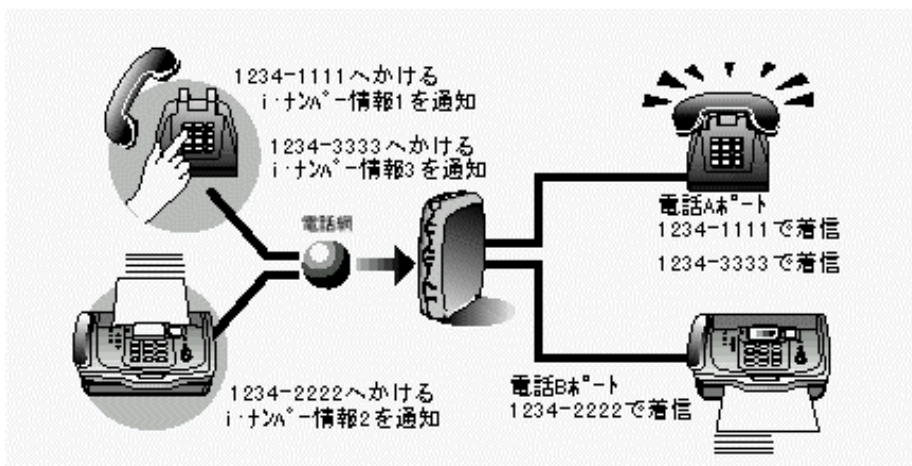 1234-1111へかける
i･ﾅﾝﾊﾞｰ情報1を通知
1234-3333へかける
i･ﾅﾝﾊﾞｰ情報3を通知
電話網
電話Aﾎﾟｰﾄ
1234-1111で着信
1234-3333で着信
1234-2222へかける
i･ﾅﾝﾊﾞｰ情報2を通知
電話Bﾎﾟｰﾄ
1234-2222で着信